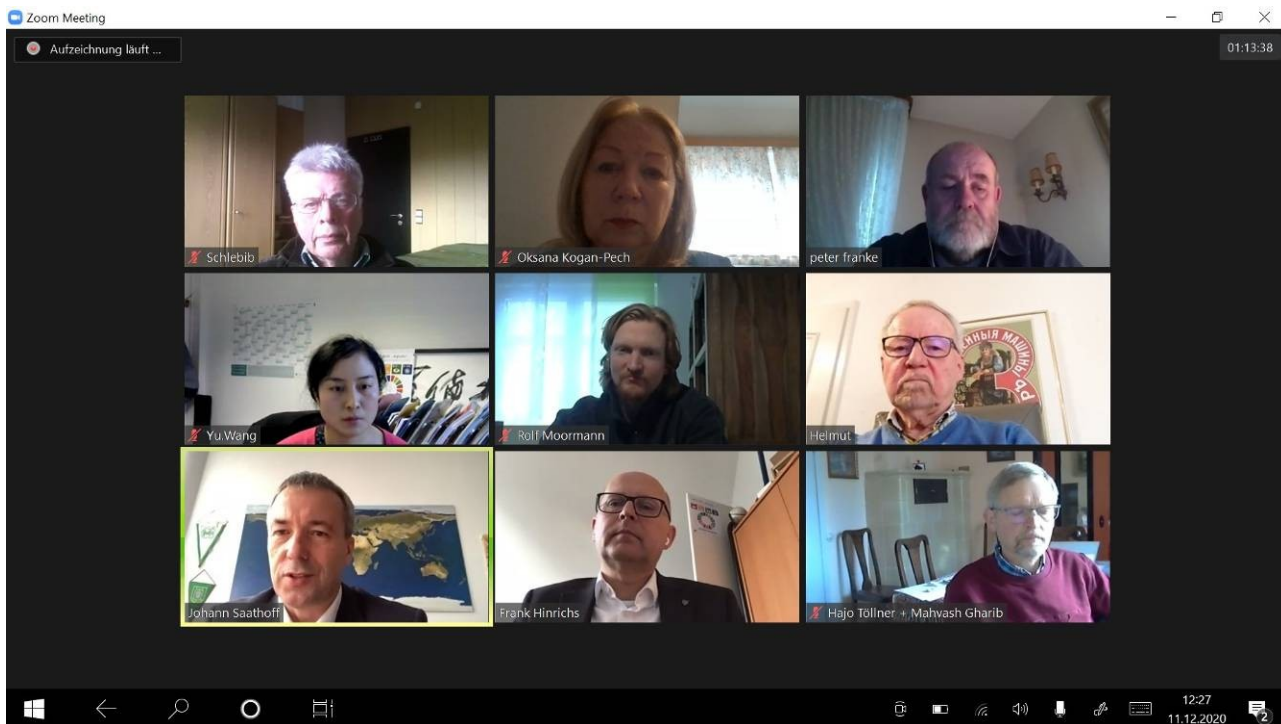 Zoom Meeting
Aufzeichnung läuft ...
01:13:38
Schlebib
Oksana Kogan-Pech
peter franke
Yu.Wang
Rolf Moormann
Helmut
Johann Saathoff
Frank Hinrichs
Hajo Töllner + Mahvash Gharib
12:27
11.12.2020
2